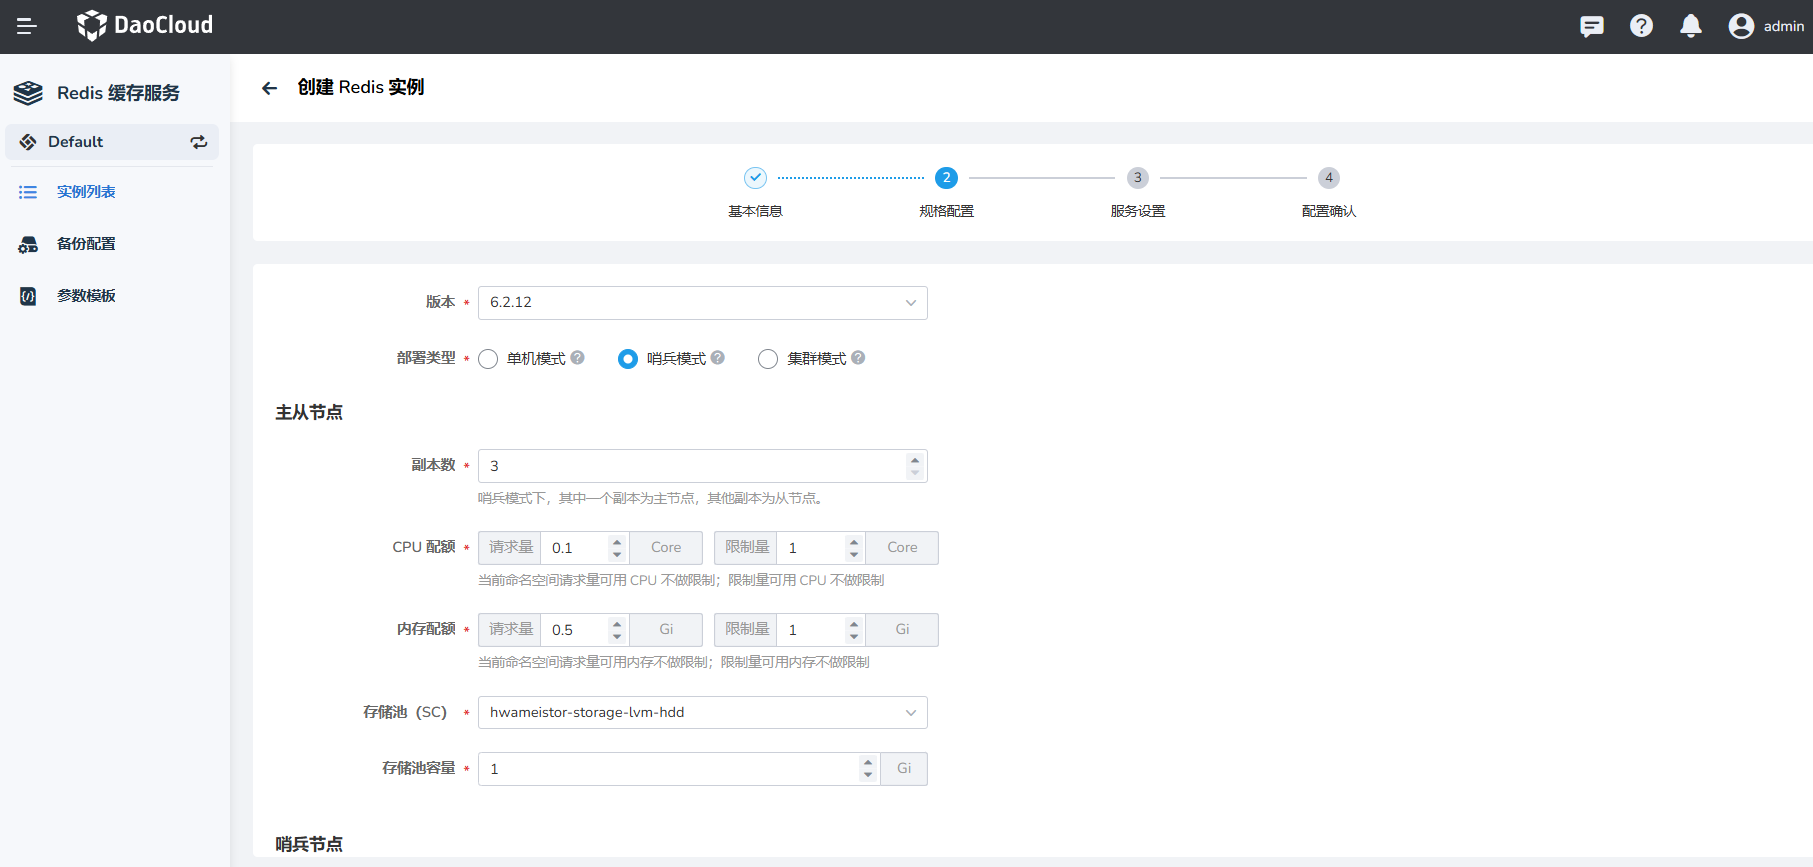 DaoCloud
admin
Redis 缓存服务
Default
实例列表
备份配置
参数模板
创建 Redis 实例
2
3
4
基本信息
规格配置
服务设置
配置确认
版本 * 6.2.12
部署类型 * 单机模式 哨兵模式 集群模式
主从节点
副本数 * 3
哨兵模式下，其中一个副本为主节点，其他副本为从节点。
CPU 配额 * 请求量 0.1 Core 限制量 1 Core
当前命名空间请求量可用 CPU 不做限制；限制量可用 CPU 不做限制
内存配额 * 请求量 0.5 Gi 限制量 1 Gi
当前命名空间请求量可用内存不做限制；限制量可用内存不做限制
存储池（SC） * hwameistor-storage-lvm-hdd
存储池容量 * 1 Gi
哨兵节点